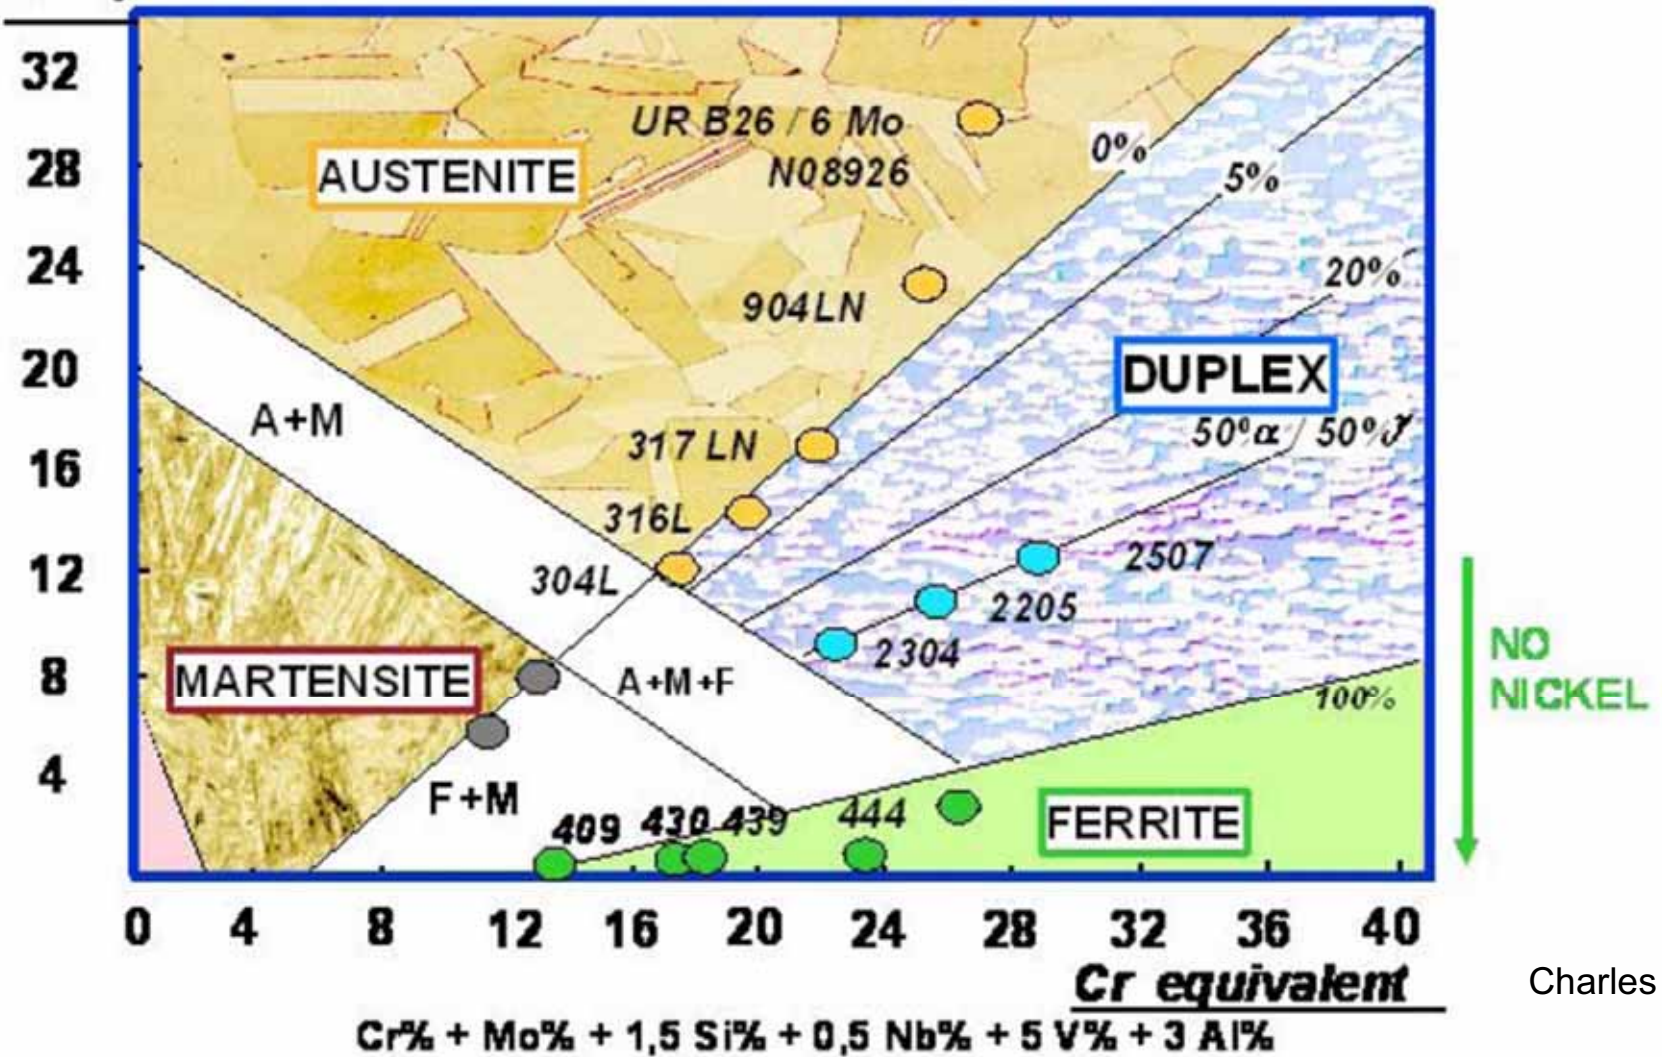 32
UR B26 / 6 Mo
N08926
0%
28
AUSTENITE
5%
24
20%
904LN
20
DUPLEX
A+M
50%α / 50%γ
317 LN
16
316L
12
304L
2507
2205
2304
NO
NICKEL
8
MARTENSITE
A+M+F
100%
4
F+M
409
430
439
444
FERRITE
0 4 8 12 16 20 24 28 32 36 40
Cr equivalent
Charles
Cr% + Mo% + 1,5 Si% + 0,5 Nb% + 5 V% + 3 Al%